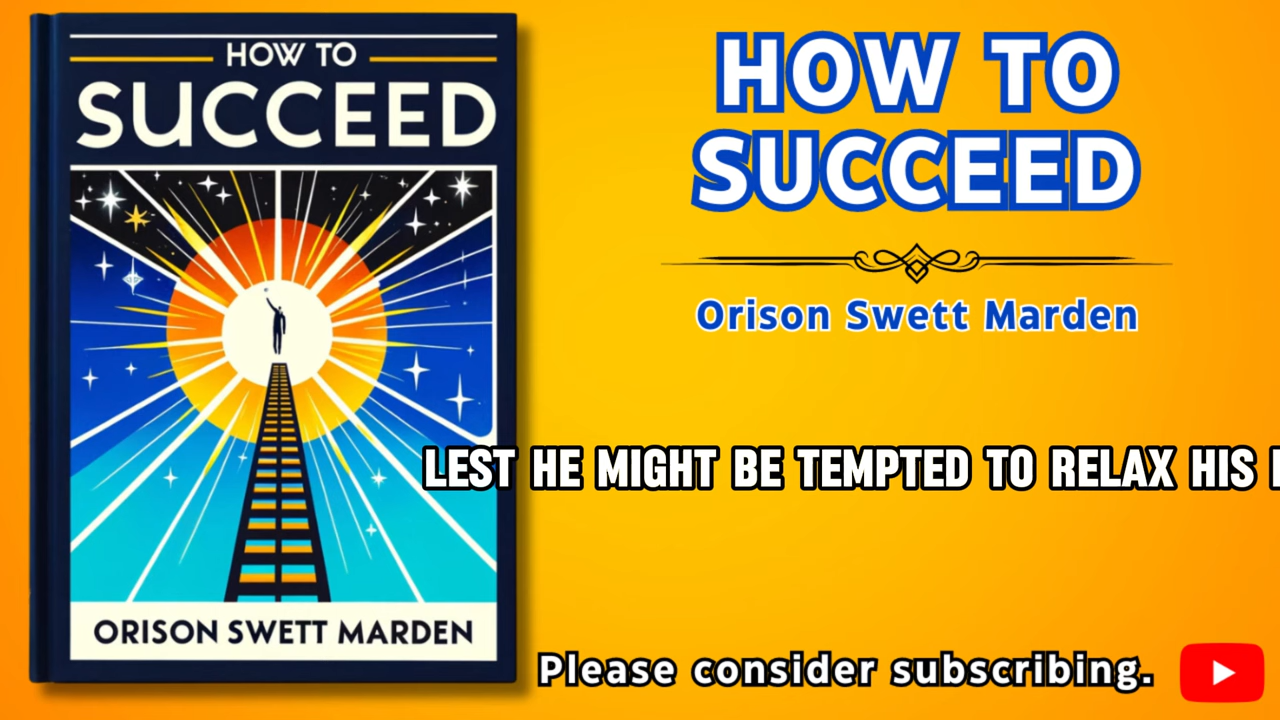 HOW TO
SUCCEED
ORISON SWETT MARDEN
HOW TO
SUCCEED
Orison Swett Marden
LEST HE MIGHT BE TEMPTED TO RELAX HIS
Please consider subscribing.